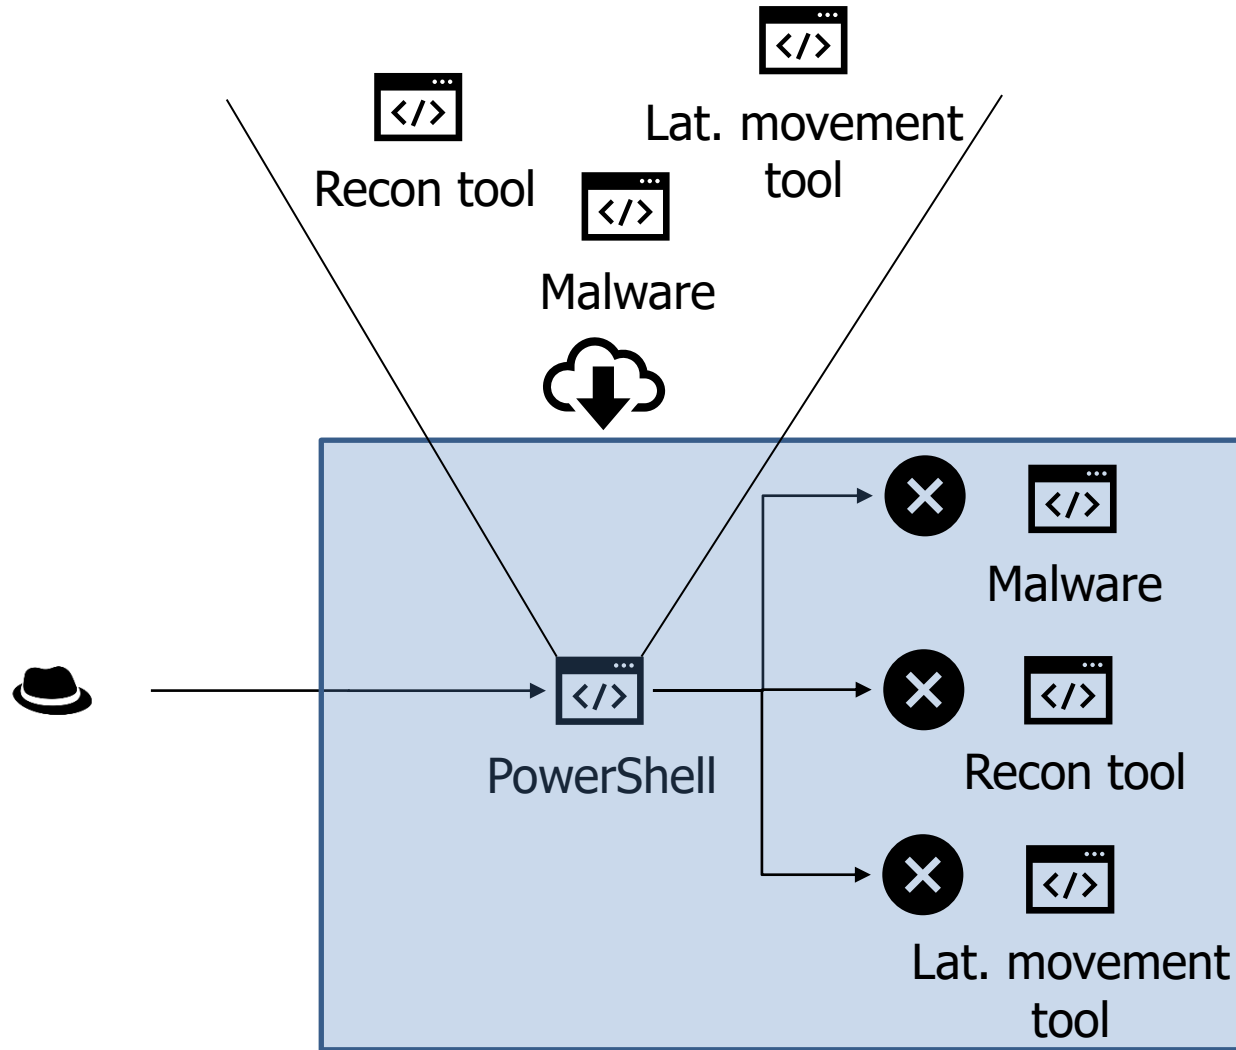 Lat. movement
tool
Recon tool
Malware
Malware
PowerShell
Recon tool
Lat. movement
tool